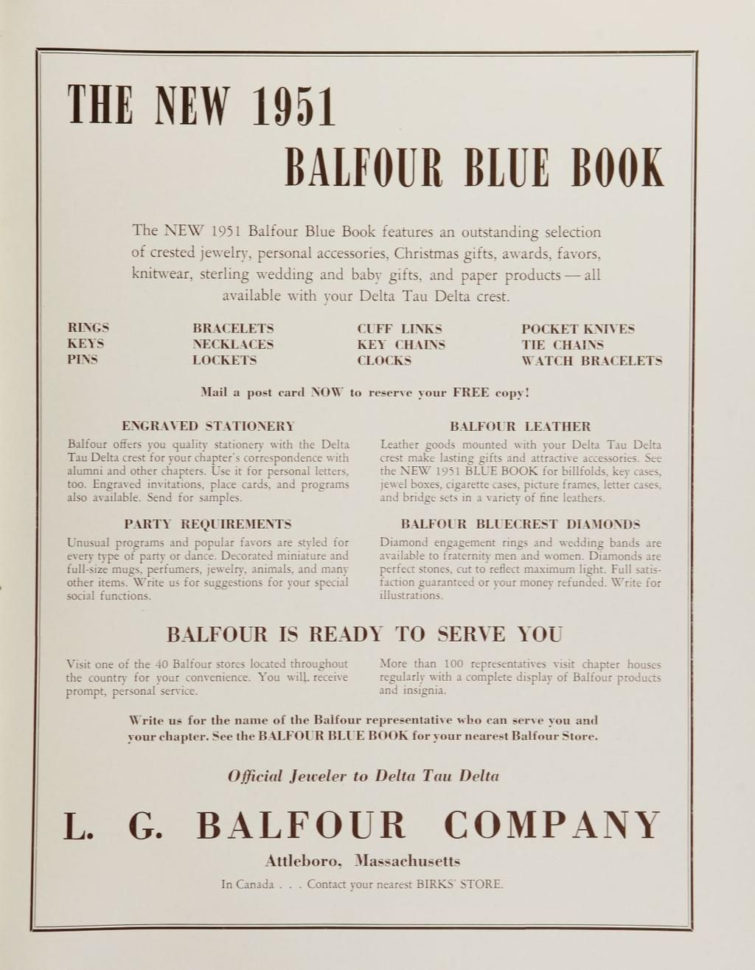 THE NEW 1951
BALFOUR BLUE BOOK
The NEW 1951 Balfour Blue Book features an outstanding selection
of crested jewelry, personal accessories, Christmas gifts, awards, favors,
knitwear, sterling wedding and baby gifts, and paper products — all
available with your Delta Tau Delta crest.
RINGS BRACELETS CUFF LINKS POCKET KNIVES
KEYS NECKLACES KEY CHAINS TIE CHAINS
PINS LOCKETS CLOCKS WATCH BRACELETS
Mail a post card NOW to reserve your FREE copy!
ENGRAVED STATIONERY
Balfour offers you quality stationery with the Delta
Tau Delta crest for your chapter's correspondence with
alumni and other chapters. Use it for personal letters,
too. Engraved invitations, place cards, and programs
also available. Send for samples.
BALFOUR LEATHER
Leather goods mounted with your Delta Tau Delta
crest make lasting gifts and attractive accessories. See
the NEW 1951 BLUE BOOK for billfolds, key cases,
jewel boxes, cigarette cases, picture frames, letter cases,
and bridge sets in a variety of fine leathers.
PARTY REQUIREMENTS
Unusual programs and popular favors are styled for
every type of party or dance. Decorated miniature and
full-size mugs, perfumers, jewelry, animals, and many
other items. Write us for suggestions for your special
social functions.
BALFOUR BLUECREST DIAMONDS
Diamond engagement rings and wedding bands are
available to fraternity men and women. Diamonds are
perfect stones, cut to reflect maximum light. Full satis-
faction guaranteed or your money refunded. Write for
illustrations.
BALFOUR IS READY TO SERVE YOU
Visit one of the 40 Balfour stores located throughout
the country for your convenience. You will receive
prompt, personal service.
More than 100 representatives visit chapter houses
regularly with a complete display of Balfour products
and insignia.
Write us for the name of the Balfour representative who can serve you and
your chapter. See the BALFOUR BLUE BOOK for your nearest Balfour Store.
Official Jeweler to Delta Tau Delta
L. G. BALFOUR COMPANY
Attleboro, Massachusetts
In Canada . . . Contact your nearest BIRKS' STORE.